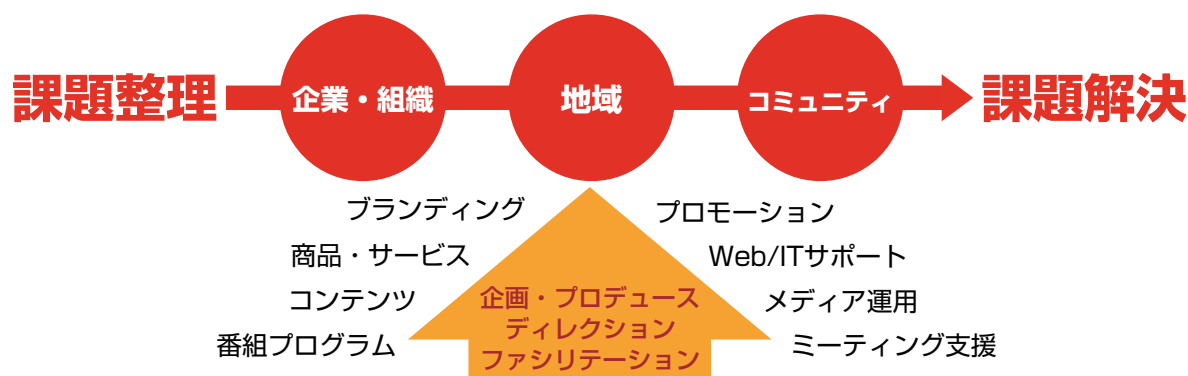 課題整理
企業・組織
地域
コミュニティ
課題解決
ブランディング
商品・サービス
コンテンツ
番組プログラム
企画・プロデュース
ディレクション
ファシリテーション
プロモーション
Web/ITサポート
メディア運用
ミーティング支援